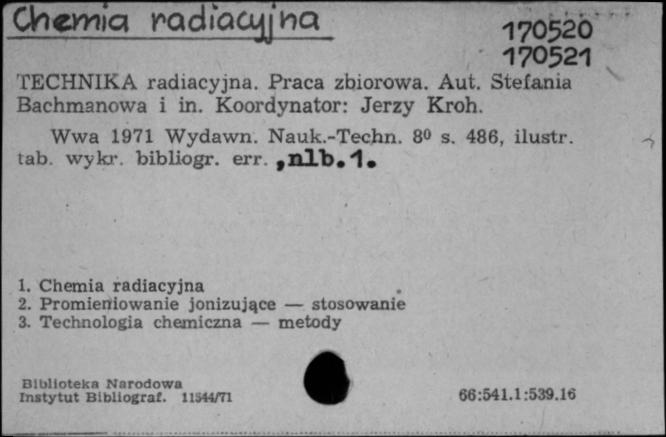 Chemia radiacyjna
170520
170521
TECHNIKA radiacyjna. Praca zbiorowa. Aut. Stefania
Bachmanowa i in. Koordynator: Jerzy Kroh.
Wwa 1971 Wydawn. Nauk.-Techn. 8⁰ s. 486, ilustr.
tab. wykr. bibliogr. err. ,nlb.1.
1. Chemia radiacyjna
2. Promieniowanie jonizujące — stosowanie
3. Technologia chemiczna — metody
Biblioteka Narodowa
Instytut Bibliograf. 11544/71
66:541.1:539.16